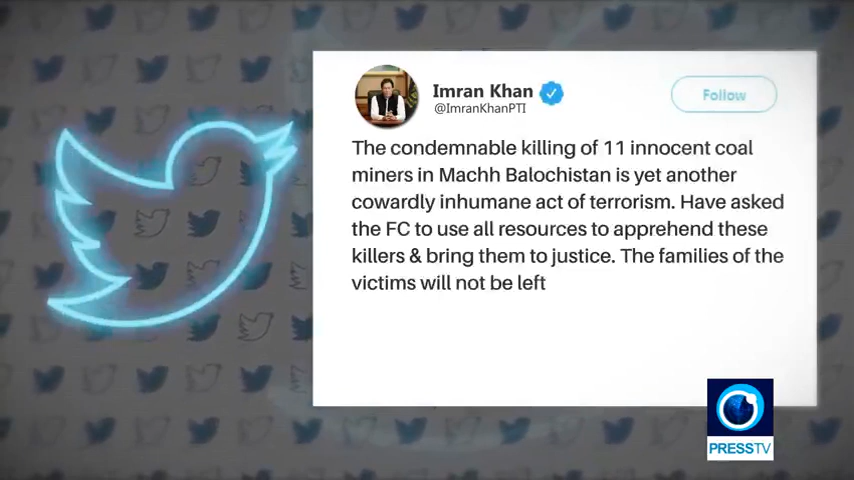 Imran Khan
@ImranKhanPTI
Follow
The condemnable killing of 11 innocent coal
miners in Machh Balochistan is yet another
cowardly inhumane act of terrorism. Have asked
the FC to use all resources to apprehend these
killers & bring them to justice. The families of the
victims will not be left
PRESSTV